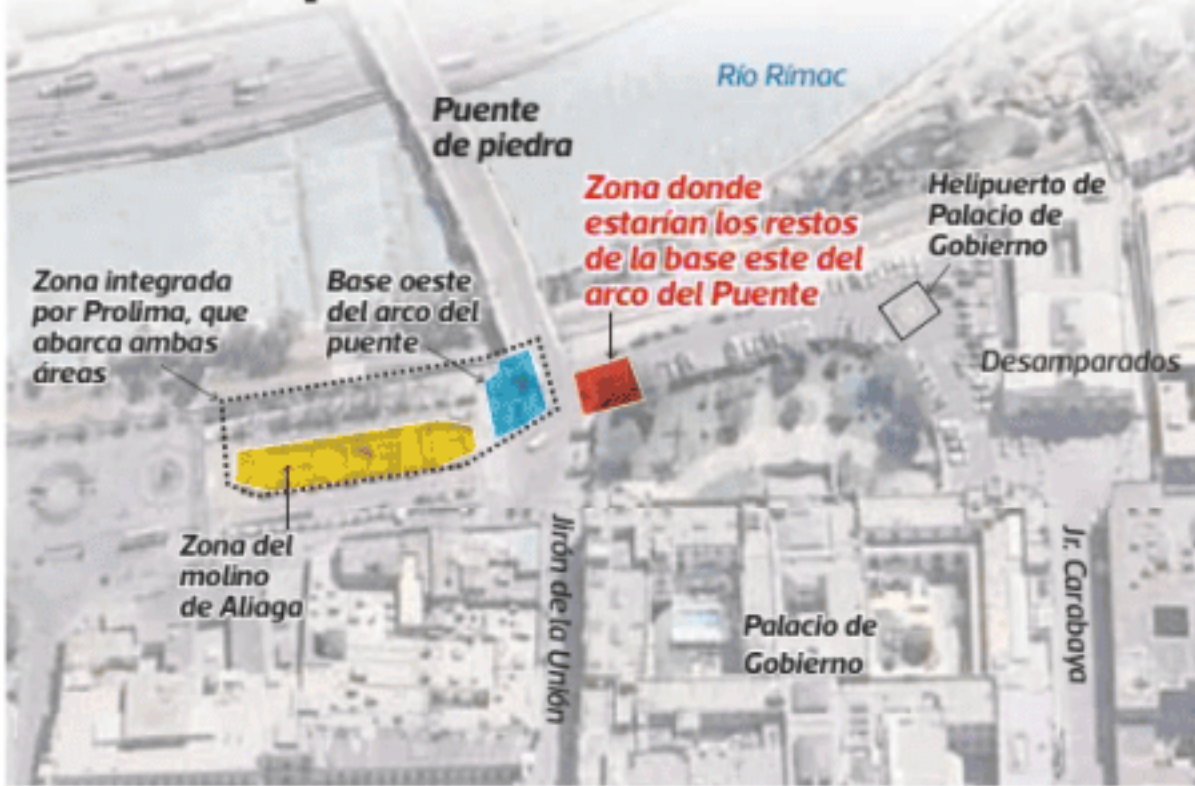 Río Rímac
Puente
de piedra
Zona donde
estarían los restos
de la base este del
arco del Puente
Helipuerto de
Palacio de
Gobierno
Zona integrada
por Prolima, que
abarca ambas
áreas
Base oeste
del arco del
puente
Desamparados
Zona del
molino
de Aliaga
Jirón de la Unión
Palacio de
Gobierno
Jr. Carabaya